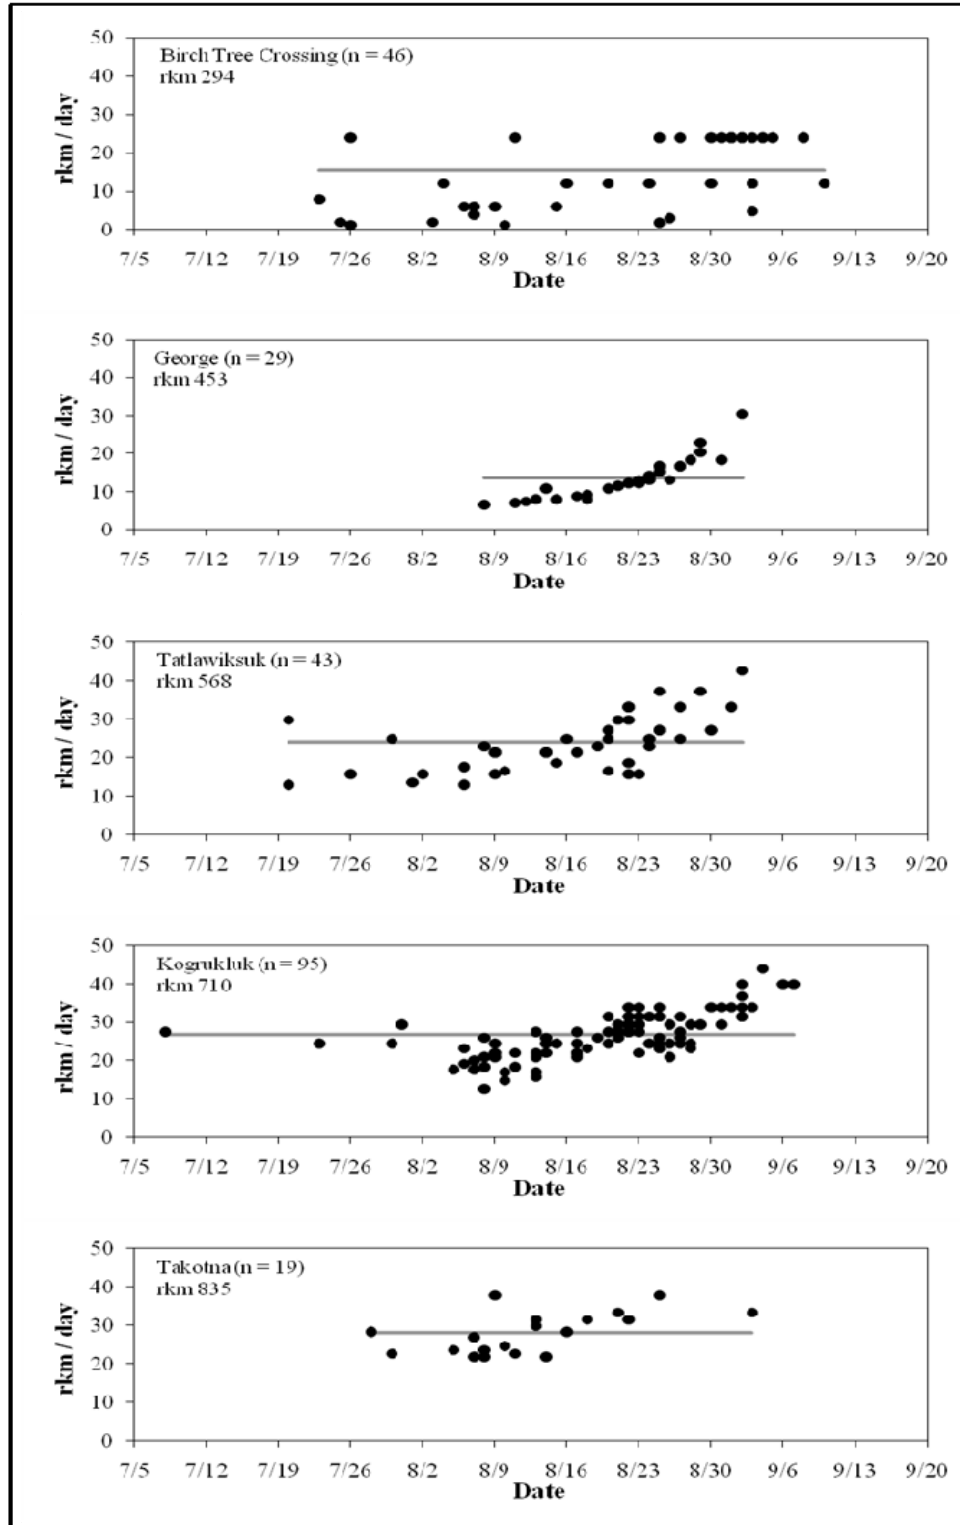 50
Birch Tree Crossing (n = 46)
rkm 294
40
30
20
10
0
rkm / day
7/5 7/12 7/19 7/26 8/2 8/9 8/16 8/23 8/30 9/6 9/13 9/20
Date
50
George (n = 29)
rkm 453
40
30
20
10
0
rkm / day
7/5 7/12 7/19 7/26 8/2 8/9 8/16 8/23 8/30 9/6 9/13 9/20
Date
50
Tatlawiksuk (n = 43)
rkm 568
40
30
20
10
0
rkm / day
7/5 7/12 7/19 7/26 8/2 8/9 8/16 8/23 8/30 9/6 9/13 9/20
Date
50
Kogrukluk (n = 95)
rkm 710
40
30
20
10
0
rkm / day
7/5 7/12 7/19 7/26 8/2 8/9 8/16 8/23 8/30 9/6 9/13 9/20
Date
50
Takotna (n = 19)
rkm 835
40
30
20
10
0
rkm / day
7/5 7/12 7/19 7/26 8/2 8/9 8/16 8/23 8/30 9/6 9/13 9/20
Date